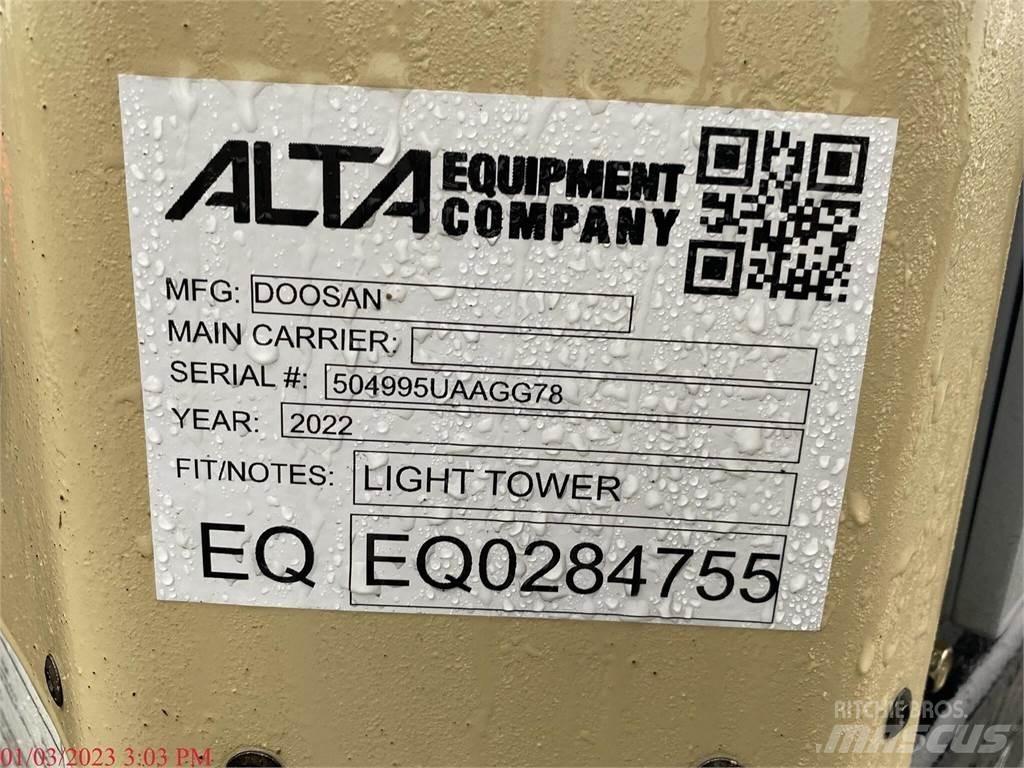 ALTA EQUIPMENT
COMPANY
MFG: DOOSAN
MAIN CARRIER:
SERIAL #: 504995UAAGG78
YEAR: 2022
FIT/NOTES: LIGHT TOWER
EQ EQ0284755
RITCHIE BROS.
mascus
01/03/2023 3:03 PM